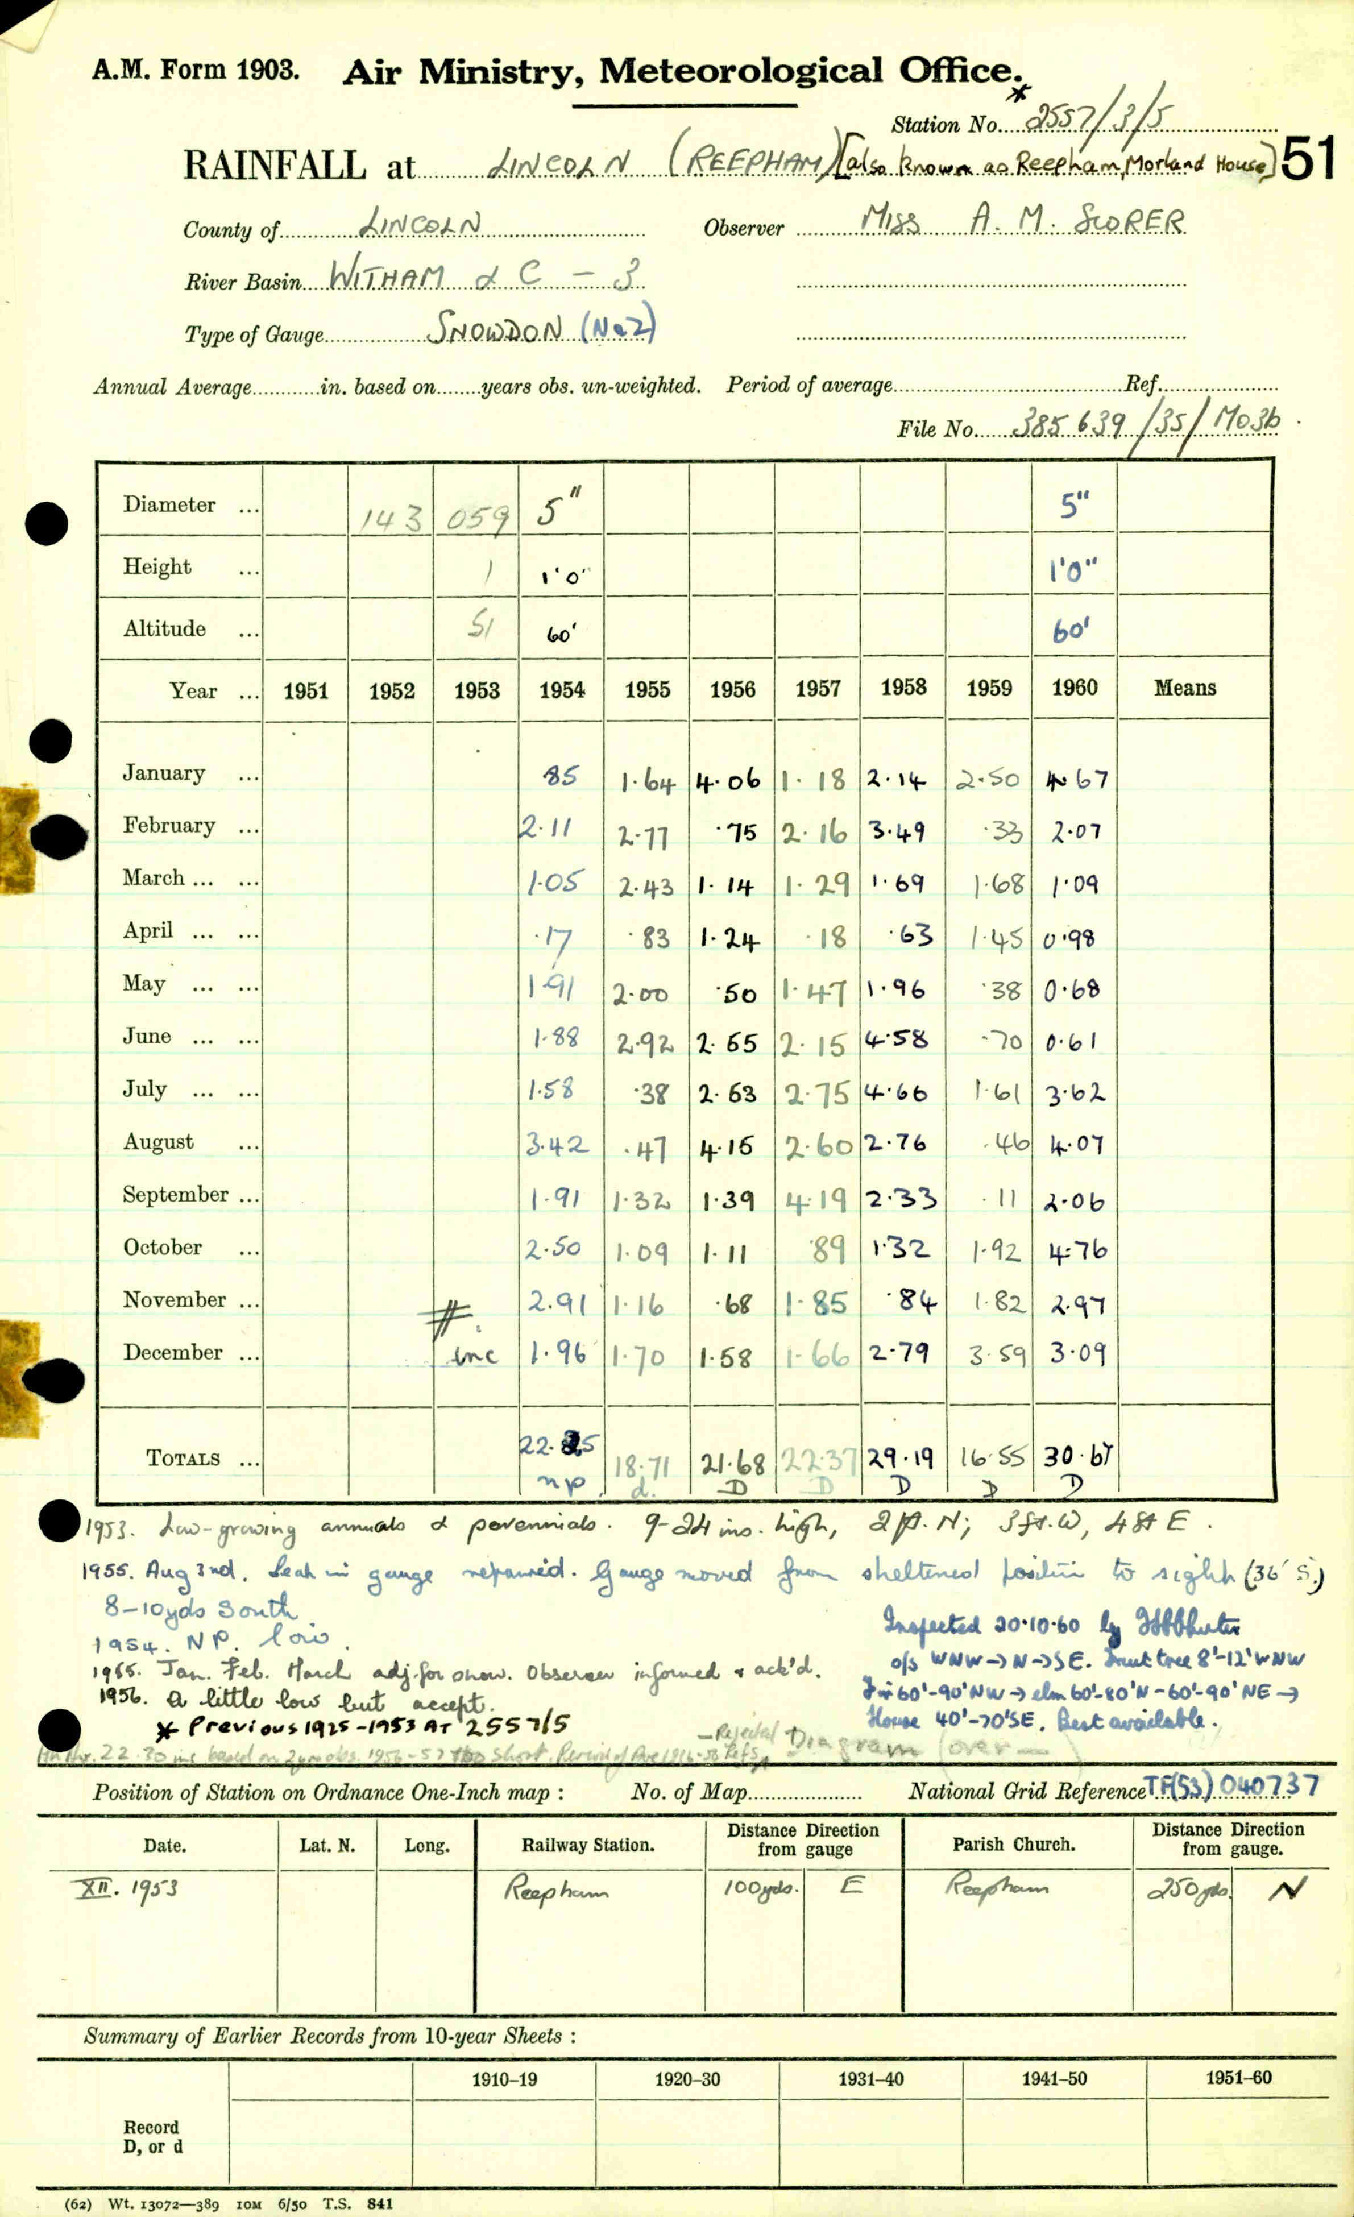 A.M. Form 1903. Air Ministry, Meteorological Office.
*
Station No. 2557/3/5
RAINFALL at LINCOLN (REEPHAM) [also known as Reepham, Morland House] 51
County of LINCOLN Observer MISS A. M. SCORER
River Basin WITHAM & C - 3
Type of Gauge SNOWDON (No2)
Annual Average in. based on years obs. un-weighted. Period of average Ref.
File No. 385639/35/M03b
Diameter ... 143 059 5" 5"
Height ... 1 1'0" 1'0"
Altitude ... 51 60' 60'
Year ... 1951 1952 1953 1954 1955 1956 1957 1958 1959 1960 Means
January ... ·85 1·64 4·06 1·18 2·14 2·50 4·67
February ... 2·11 2·77 ·75 2·16 3·49 ·33 2·07
March ... ... 1·05 2·43 1·14 1·29 1·69 1·68 1·09
April ... ... ·17 ·83 1·24 ·18 ·63 1·45 0·98
May ... ... 1·91 2·00 ·50 1·47 1·96 ·38 0·68
June ... ... 1·88 2·92 2·65 2·15 4·58 ·70 0·61
July ... ... 1·58 ·38 2·63 2·75 4·66 1·61 3·62
August ... 3·42 ·47 4·15 2·60 2·76 ·46 4·07
September ... 1·91 1·32 1·39 4·19 2·33 ·11 2·06
October ... 2·50 1·09 1·11 ·89 1·32 1·92 4·76
November ... 2·91 1·16 ·68 1·85 ·84 1·82 2·97
December ... inc 1·96 1·70 1·58 1·66 2·79 3·59 3·09
TOTALS ... 22·25 18·71 21·68 22·37 29·19 16·55 30·67
np. d. D D D D D
1953. Low-growing annuals & perennials. 9-24 ins. high, 2 ft. N; 3 ft. W, 4 ft E.
1955. Aug 3rd. Leak in gauge repaired. Gauge moved from sheltered position to right (36' S.)
8-10yds South
1954. NP. low.
1955. Jan. Feb. March adj. for snow. Observer informed & ack'd.
1956. A little low but accept.
* Previous 1925-1953 AT 2557/5
Inspected 20·10·60 by
o/s WNW → N → SE. Fruit tree 8'-12' WNW
60'-90' NW → elm 60'-80' N - 60'-90' NE →
House 40'-70' SE. Best available.
22.30 ins based on 2 yrs obs. 1956-57 too short. Period of Ave 1916-50 Ref
- Rejected Diagram (over —)
Position of Station on Ordnance One-Inch map : No. of Map National Grid Reference TF(53) 040737
Date. Lat. N. Long. Railway Station. Distance from Direction gauge Parish Church. Distance from Direction gauge.
XII. 1953 Reepham 100yds. E Reepham 250yds. N
Summary of Earlier Records from 10-year Sheets :
1910-19 1920-30 1931-40 1941-50 1951-60
Record
D, or d
(62) Wt. 13072—389 10M 6/50 T.S. 841